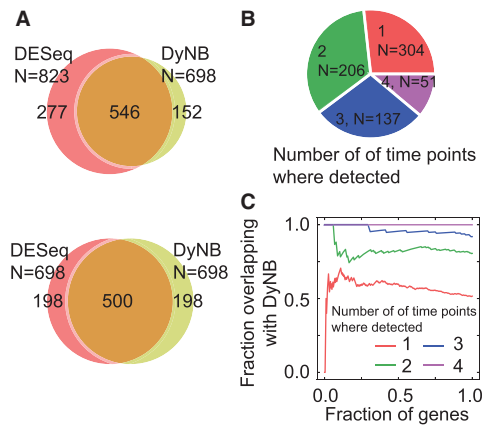 A
DESeq
N=823
DyNB
N=698
277
546
152
DESeq
N=698
DyNB
N=698
198
500
198
B
1
N=304
2
N=206
4, N=51
3, N=137
Number of of time points
where detected
C
Fraction overlapping
with DyNB
1.0
0.5
0.0
Number of of time points
where detected
1
3
2
4
0.0
0.5
1.0
Fraction of genes